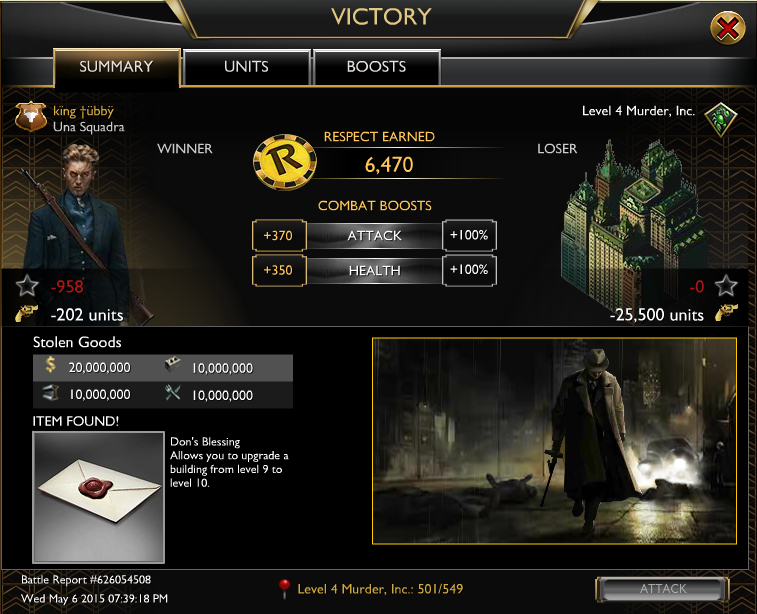 VICTORY
SUMMARY
UNITS
BOOSTS
kïng †übbÿ
Una Squadra
Level 4 Murder, Inc.
WINNER
LOSER
RESPECT EARNED
R
6,470
COMBAT BOOSTS
+370 ATTACK +100%
+350 HEALTH +100%
-958
-202 units
-0
-25,500 units
Stolen Goods
$ 20,000,000 10,000,000
10,000,000 10,000,000
ITEM FOUND!
Don's Blessing
Allows you to upgrade a
building from level 9 to
level 10.
Battle Report #626054508
Wed May 6 2015 07:39:18 PM
Level 4 Murder, Inc.: 501/549
ATTACK